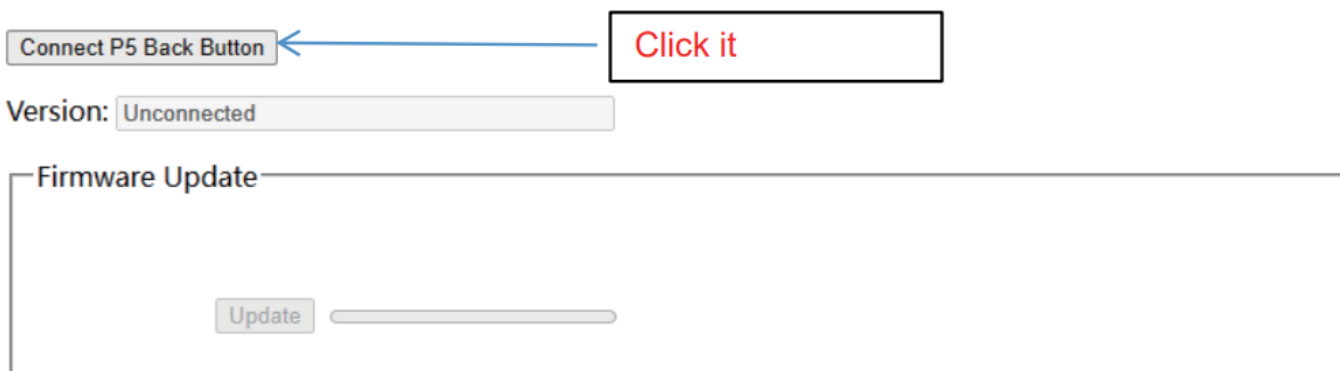 Connect P5 Back Button
Click it
Version: Unconnected
Firmware Update
Update